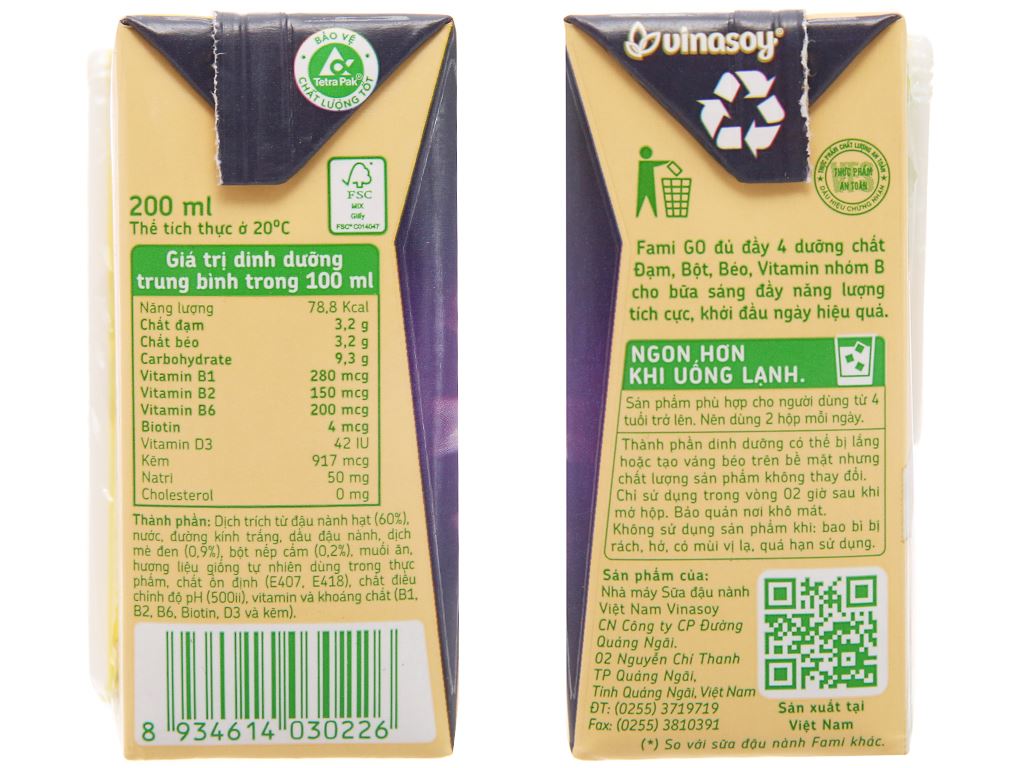 BẢO VỆ
Tetra Pak®
CHẤT LƯỢNG TỐT
FSC
MIX
Giấy
FSC® C014047
200 ml
Thể tích thực ở 20⁰C
Giá trị dinh dưỡng
trung bình trong 100 ml
Năng lượng 78,8 Kcal
Chất đạm 3,2 g
Chất béo 3,2 g
Carbohydrate 9,3 g
Vitamin B1 280 mcg
Vitamin B2 150 mcg
Vitamin B6 200 mcg
Biotin 4 mcg
Vitamin D3 42 IU
Kẽm 917 mcg
Natri 50 mg
Cholesterol 0 mg
Thành phần: Dịch trích từ đậu nành hạt (60%),
nước, đường kính trắng, dầu đậu nành, dịch
mè đen (0,9%), bột nếp cẩm (0,2%), muối ăn,
hương liệu giống tự nhiên dùng trong thực
phẩm, chất ổn định (E407, E418), chất điều
chỉnh độ pH (500ii), vitamin và khoáng chất (B1,
B2, B6, Biotin, D3 và kẽm).
8 934614 030226
vinasoy®
THỰC PHẨM CHẤT LƯỢNG AN TOÀN
THỰC PHẨM
AN TOÀN
DẤU HIỆU CHỨNG NHẬN
Fami GO đủ đầy 4 dưỡng chất
Đạm, Bột, Béo, Vitamin nhóm B
cho bữa sáng đầy năng lượng
tích cực, khởi đầu ngày hiệu quả.
NGON HƠN
KHI UỐNG LẠNH.
Sản phẩm phù hợp cho người dùng từ 4
tuổi trở lên. Nên dùng 2 hộp mỗi ngày.
Thành phần dinh dưỡng có thể bị lắng
hoặc tạo váng béo trên bề mặt nhưng
chất lượng sản phẩm không thay đổi.
Chỉ sử dụng trong vòng 02 giờ sau khi
mở hộp. Bảo quản nơi khô mát.
Không sử dụng sản phẩm khi: bao bì bị
rách, hở, có mùi vị lạ, quá hạn sử dụng.
Sản phẩm của:
Nhà máy Sữa đậu nành
Việt Nam Vinasoy
CN Công ty CP Đường
Quảng Ngãi.
02 Nguyễn Chí Thanh
TP Quảng Ngãi,
Tỉnh Quảng Ngãi, Việt Nam
ĐT: (0255) 3719719
Fax: (0255) 3810391
Sản xuất tại
Việt Nam
(*) So với sữa đậu nành Fami khác.